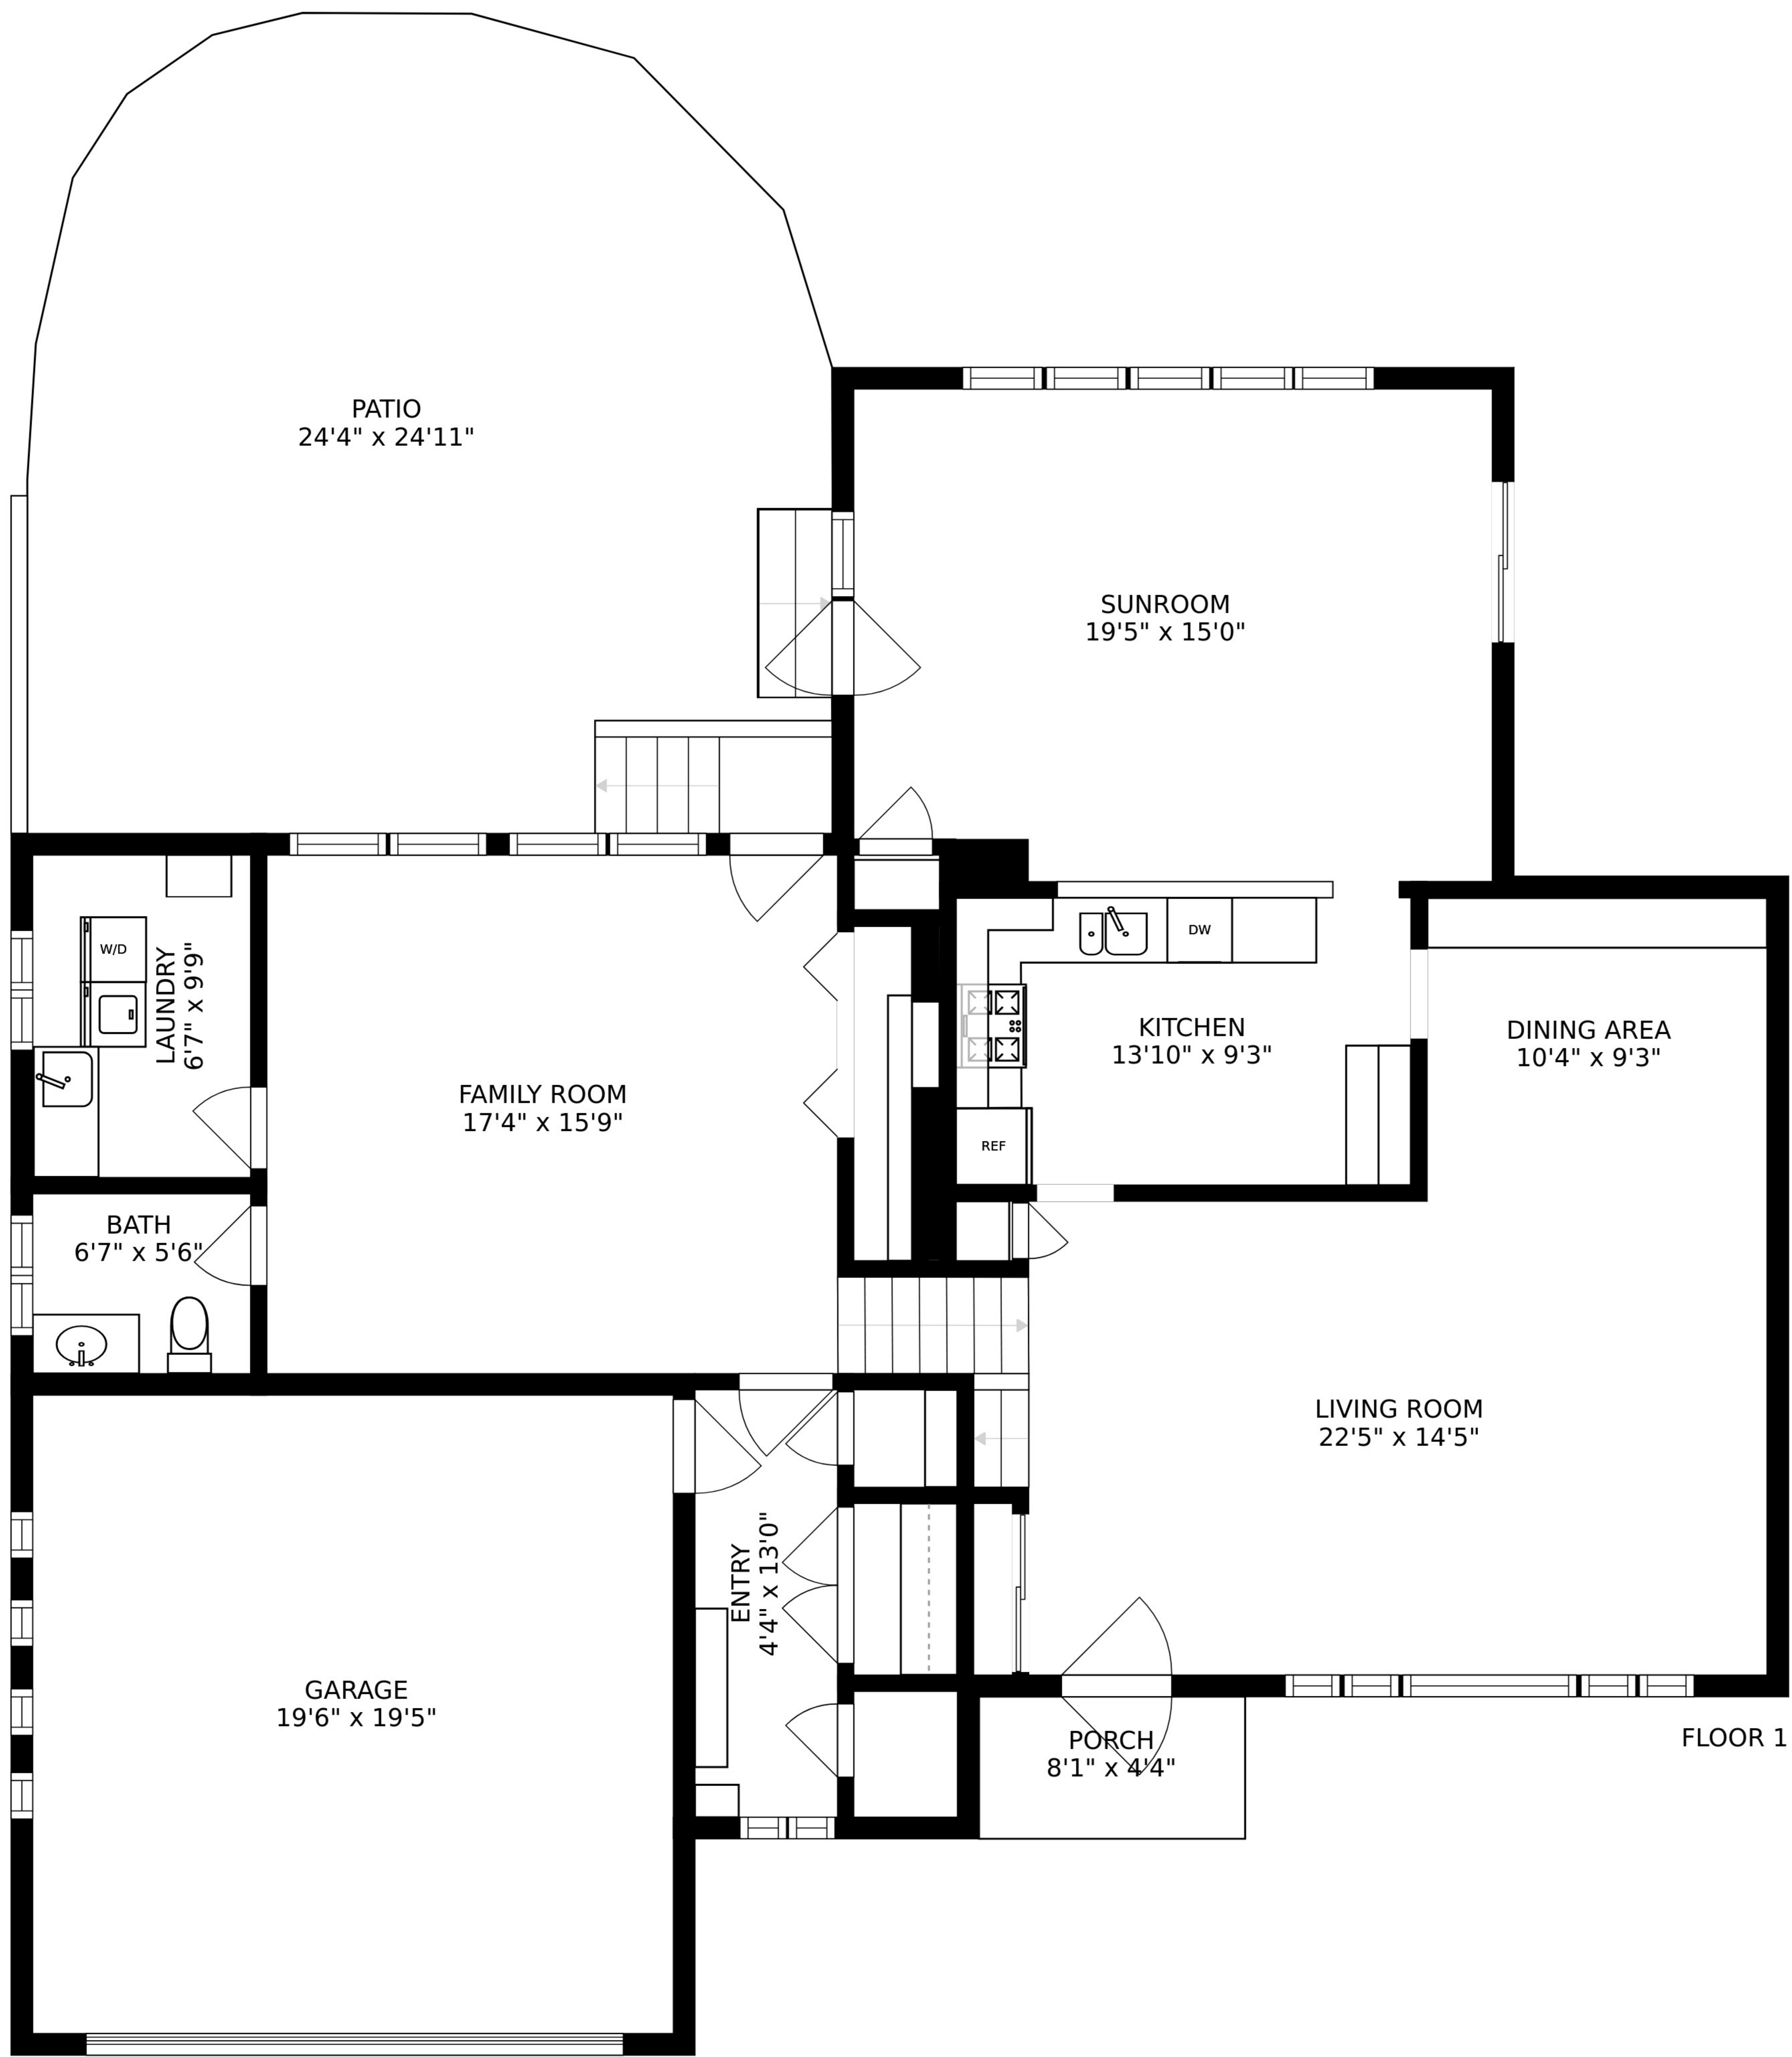 PATIO
24'4" x 24'11"
SUNROOM
19'5" x 15'0"
W/D
LAUNDRY
6'7" x 9'9"
FAMILY ROOM
17'4" x 15'9"
DW
KITCHEN
13'10" x 9'3"
REF
DINING AREA
10'4" x 9'3"
BATH
6'7" x 5'6"
LIVING ROOM
22'5" x 14'5"
ENTRY
4'4" x 13'0"
GARAGE
19'6" x 19'5"
PORCH
8'1" x 4'4"
FLOOR 1